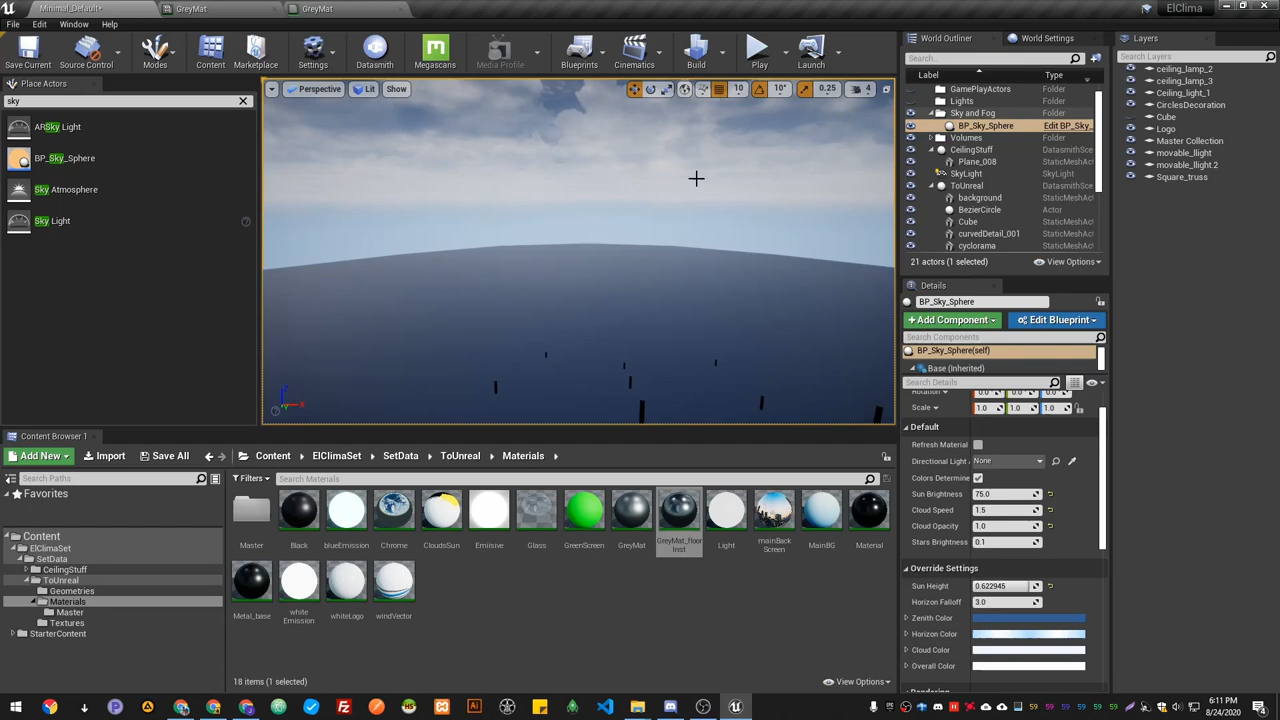 Minimal_Default*
GreyMat
GreyMat
ElClima
File
Edit
Window
Help
Save Current
Source Control
Modes
Content
Marketplace
Settings
Datasmith
Megascans
Media Profile
Blueprints
Cinematics
Build
Play
Launch
Place Actors
sky
ARSky Light
BP_Sky_Sphere
Sky Atmosphere
Sky Light
Perspective
Lit
Show
10
10°
0.25
4
World Outliner
World Settings
Search...
Label
Type
GamePlayActors
Folder
Lights
Folder
Sky and Fog
Folder
BP_Sky_Sphere
Edit BP_Sky_
Volumes
Folder
CeilingStuff
DatasmithSce
Plane_008
StaticMeshAct
SkyLight
SkyLight
ToUnreal
DatasmithSce
background
StaticMeshAct
BezierCircle
Actor
Cube
StaticMeshAct
curvedDetail_001
StaticMeshAct
cyclorama
StaticMeshAct
21 actors (1 selected)
View Options
Layers
Search Layers
ceiling_lamp_2
ceiling_lamp_3
Ceiling_light_1
CirclesDecoration
Cube
Logo
Master Collection
movable_llight
movable_llight.2
Square_truss
Details
BP_Sky_Sphere
Add Component
Edit Blueprint
Search Components
BP_Sky_Sphere(self)
Base (Inherited)
Search Details
Rotation
Scale
1.0
1.0
1.0
Default
Refresh Material
Directional Light
None
Colors Determine
Sun Brightness
75.0
Cloud Speed
1.5
Cloud Opacity
1.0
Stars Brightness
0.1
Override Settings
Sun Height
0.622945
Horizon Falloff
3.0
Zenith Color
Horizon Color
Cloud Color
Overall Color
Content Browser 1
Add New
Import
Save All
Content
ElClimaSet
SetData
ToUnreal
Materials
Search Paths
Filters
Search Materials
Favorites
Content
ElClimaSet
SetData
CeilingStuff
ToUnreal
Geometries
Materials
Master
Textures
StarterContent
Master
Black
blueEmission
Chrome
CloudsSun
Emisive
Glass
GreenScreen
GreyMat
GreyMat_floor
Inst
Light
mainBack
Screen
MainBG
Material
Metal_base
white
Emission
whiteLogo
windVector
18 items (1 selected)
View Options
6:11 PM
8/24/2020